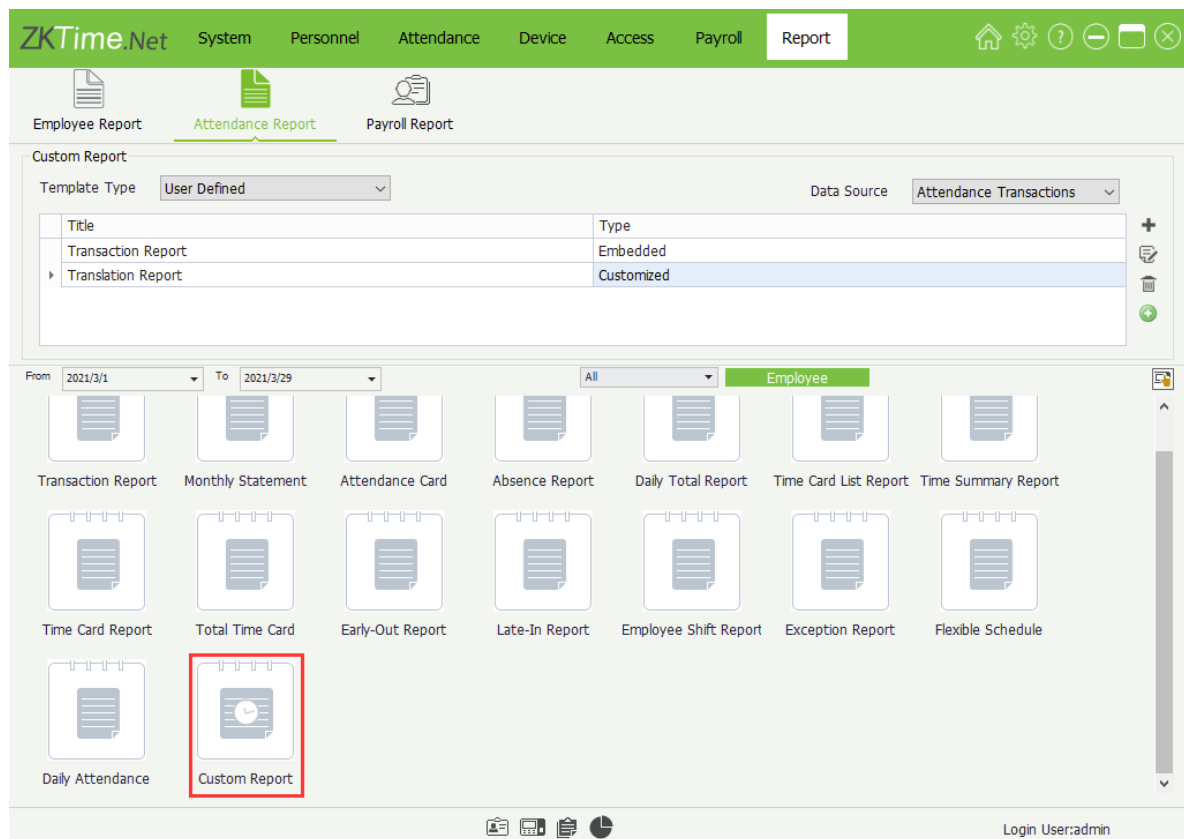 ZKTime.Net System Personnel Attendance Device Access Payroll Report
Employee Report Attendance Report Payroll Report
Custom Report
Template Type User Defined Data Source Attendance Transactions
Title Type
Transaction Report Embedded
Translation Report Customized
From 2021/3/1 To 2021/3/29 All Employee
Transaction Report Monthly Statement Attendance Card Absence Report Daily Total Report Time Card List Report Time Summary Report
Time Card Report Total Time Card Early-Out Report Late-In Report Employee Shift Report Exception Report Flexible Schedule
Daily Attendance Custom Report
Login User:admin